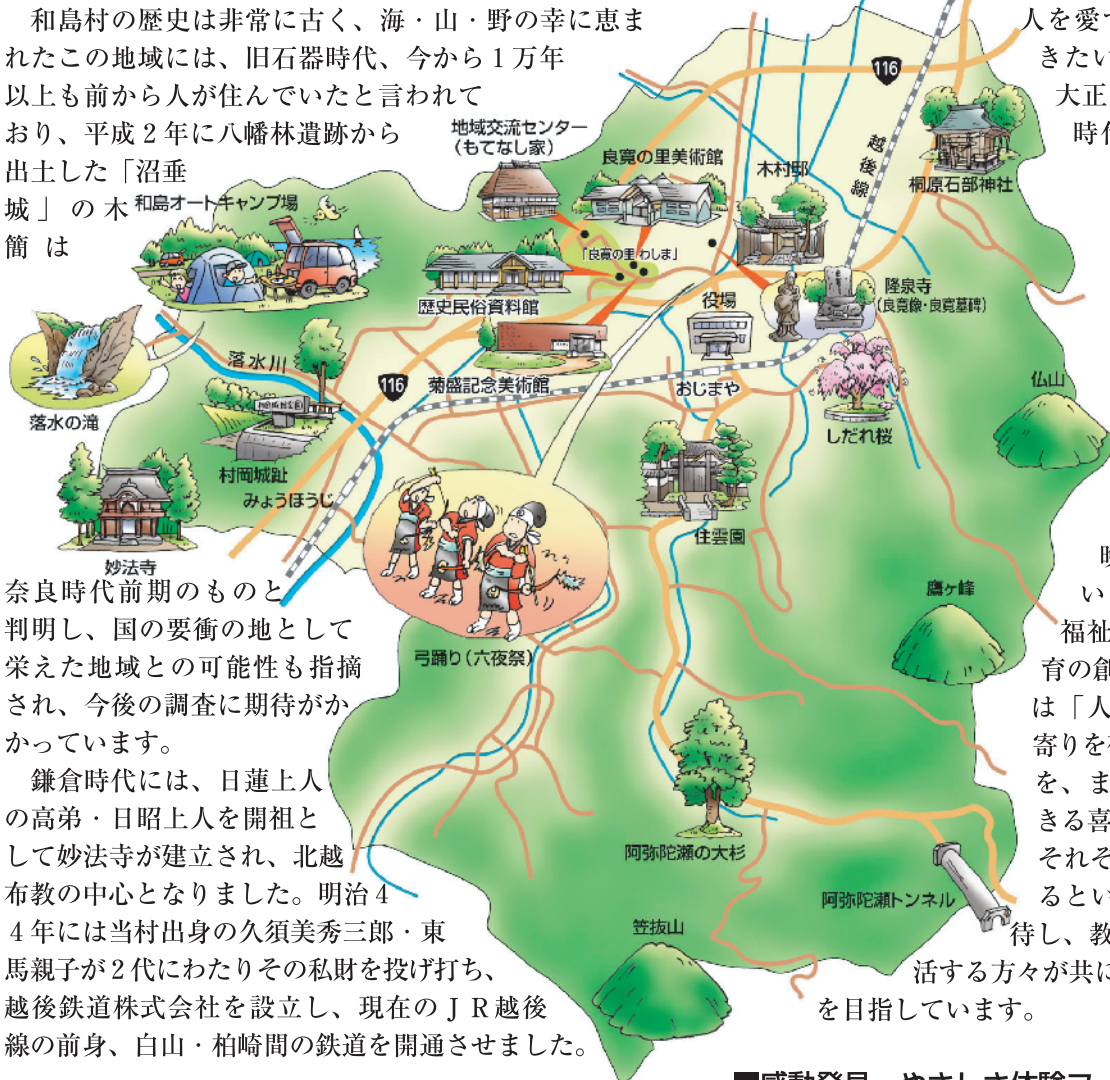 和島村の歴史は非常に古く、海・山・野の幸に恵ま
れたこの地域には、旧石器時代、今から１万年
以上も前から人が住んでいたと言われて
おり、平成２年に八幡林遺跡から
出土した「沼垂
城」の木
簡は
奈良時代前期のものと
判明し、国の要衝の地として
栄えた地域との可能性も指摘
され、今後の調査に期待がか
かっています。
鎌倉時代には、日蓮上人
の高弟・日昭上人を開祖と
して妙法寺が建立され、北越
布教の中心となりました。明治４
４年には当村出身の久須美秀三郎・東
馬親子が２代にわたりその私財を投げ打ち、
越後鉄道株式会社を設立し、現在のＪＲ越後
線の前身、白山・柏崎間の鉄道を開通させました。
地域交流センター
（もてなし家）
良寛の里美術館
木村邸
116
越後線
桐原石部神社
和島オートキャンプ場
「良寛の里わしま」
歴史民俗資料館
役場
隆泉寺
（良寛像・良寛墓碑）
落水川
116
菊盛記念美術館
おじまや
しだれ桜
仏山
落水の滝
村岡城趾
みょうほうじ
妙法寺
住雲園
鷹ヶ峰
弓踊り（六夜祭）
阿弥陀瀬の大杉
阿弥陀瀬トンネル
笠抜山
人を愛
きたい
大正
時代
い
福祉
育の創
は「人
寄りを
を、ま
きる喜
それぞ
るとい
待し、教
活する方々が共に
を目指しています。